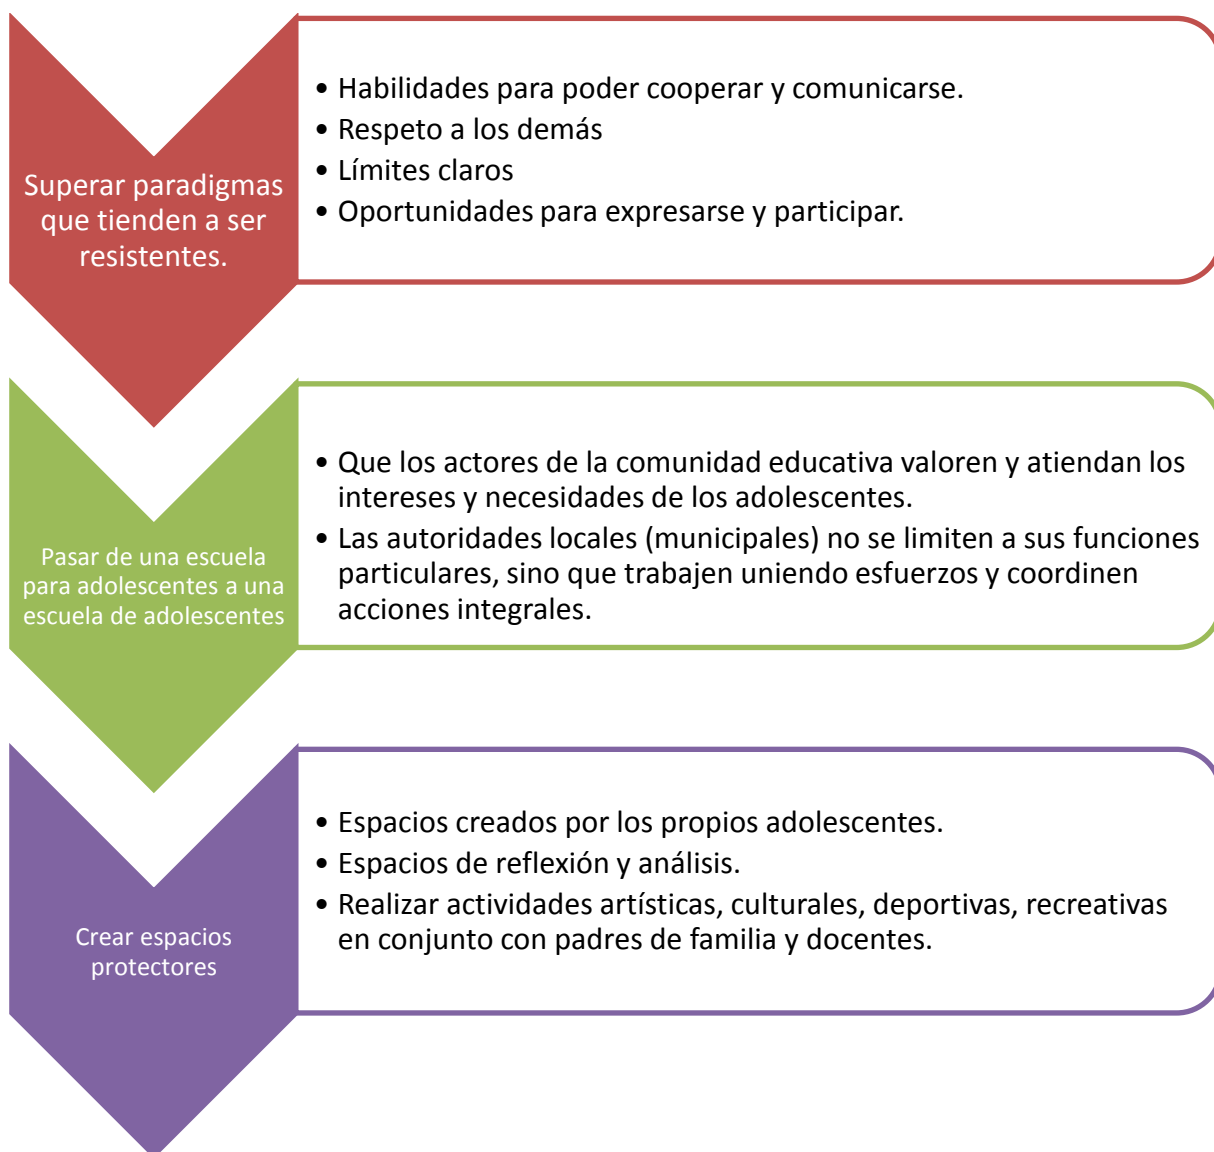 Superar paradigmas
que tienden a ser
resistentes.
• Habilidades para poder cooperar y comunicarse.
• Respeto a los demás
• Límites claros
• Oportunidades para expresarse y participar.
Pasar de una escuela
para adolescentes a una
escuela de adolescentes
• Que los actores de la comunidad educativa valoren y atiendan los
intereses y necesidades de los adolescentes.
• Las autoridades locales (municipales) no se limiten a sus funciones
particulares, sino que trabajen uniendo esfuerzos y coordinen
acciones integrales.
Crear espacios
protectores
• Espacios creados por los propios adolescentes.
• Espacios de reflexión y análisis.
• Realizar actividades artísticas, culturales, deportivas, recreativas
en conjunto con padres de familia y docentes.